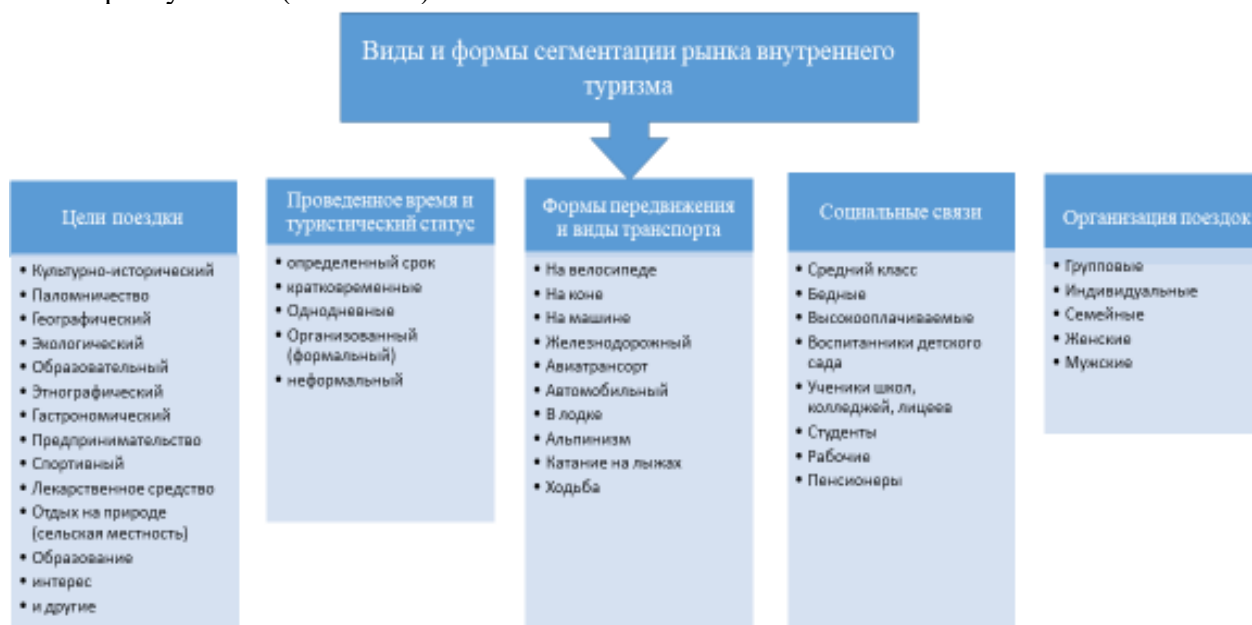 Виды и формы сегментации рынка внутреннего
туризма
Цели поездки
• Культурно-исторический
• Паломничество
• Географический
• Экологический
• Образовательный
• Этнографический
• Гастрономический
• Предпринимательство
• Спортивный
• Лекарственное средство
• Отдых на природе
(сельская местность)
• Образование
• интерес
• и другие
Проведенное время и
туристический статус
• определенный срок
• кратковременные
• Однодневные
• Организованный
(формальный)
• неформальный
Формы передвижения
и виды транспорта
• На велосипеде
• На коне
• На машине
• Железнодорожный
• Авиатранспорт
• Автомобильный
• В лодке
• Альпинизм
• Катание на лыжах
• Ходьба
Социальные связи
• Средний класс
• Бедные
• Высокооплачиваемые
• Воспитанники детского
сада
• Ученики школ,
колледжей, лицеев
• Студенты
• Рабочие
• Пенсионеры
Организация поездок
• Групповые
• Индивидуальные
• Семейные
• Женские
• Мужские